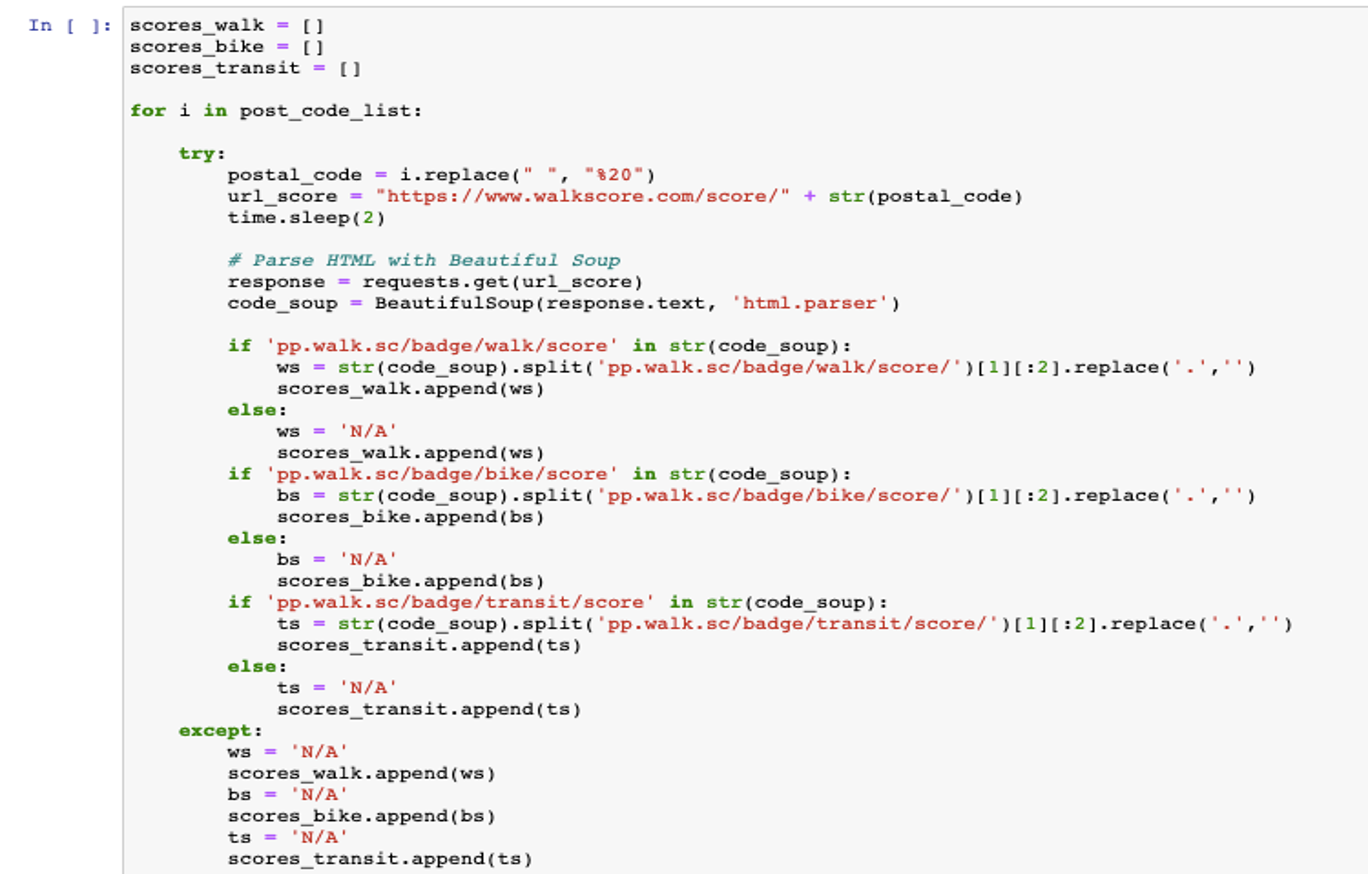 In [ ]: scores_walk = []
scores_bike = []
scores_transit = []
for i in post_code_list:
try:
postal_code = i.replace(" ", "%20")
url_score = "https://www.walkscore.com/score/" + str(postal_code)
time.sleep(2)
# Parse HTML with Beautiful Soup
response = requests.get(url_score)
code_soup = BeautifulSoup(response.text, 'html.parser')
if 'pp.walk.sc/badge/walk/score' in str(code_soup):
ws = str(code_soup).split('pp.walk.sc/badge/walk/score/')[1][:2].replace('.','')
scores_walk.append(ws)
else:
ws = 'N/A'
scores_walk.append(ws)
if 'pp.walk.sc/badge/bike/score' in str(code_soup):
bs = str(code_soup).split('pp.walk.sc/badge/bike/score/')[1][:2].replace('.','')
scores_bike.append(bs)
else:
bs = 'N/A'
scores_bike.append(bs)
if 'pp.walk.sc/badge/transit/score' in str(code_soup):
ts = str(code_soup).split('pp.walk.sc/badge/transit/score/')[1][:2].replace('.','')
scores_transit.append(ts)
else:
ts = 'N/A'
scores_transit.append(ts)
except:
ws = 'N/A'
scores_walk.append(ws)
bs = 'N/A'
scores_bike.append(bs)
ts = 'N/A'
scores_transit.append(ts)